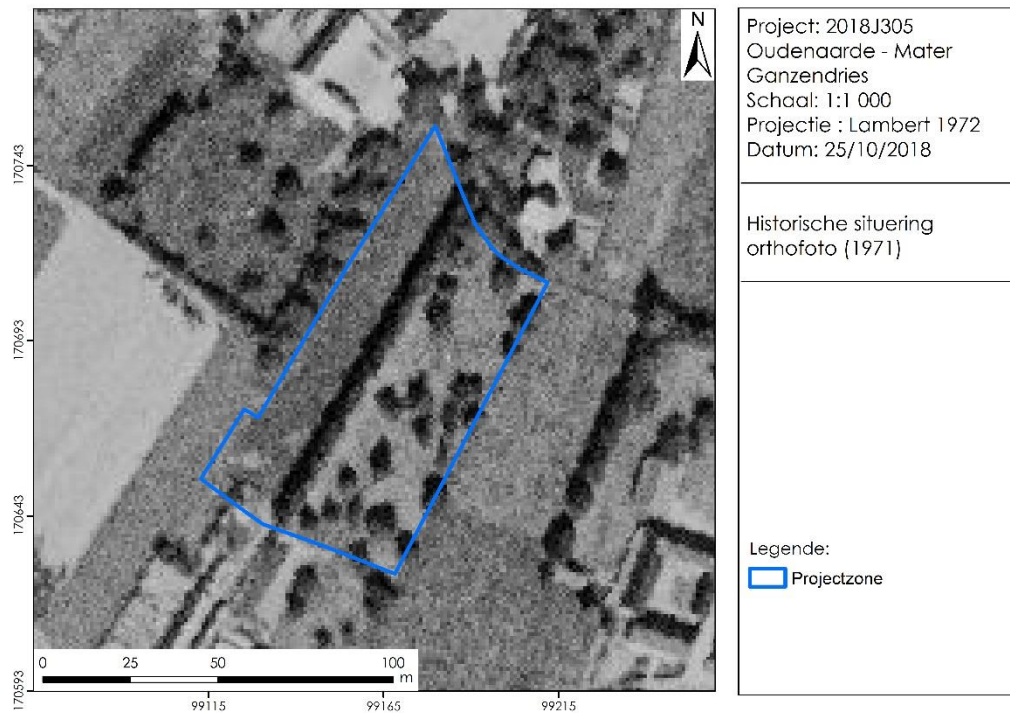 Project: 2018J305
Oudenaarde - Mater
Ganzendries
Schaal: 1:1 000
Projectie : Lambert 1972
Datum: 25/10/2018
Historische situering
orthofoto (1971)
Legende:
Projectzone
N
170743
170693
170643
170593
0 25 50 100
m
99115 99165 99215